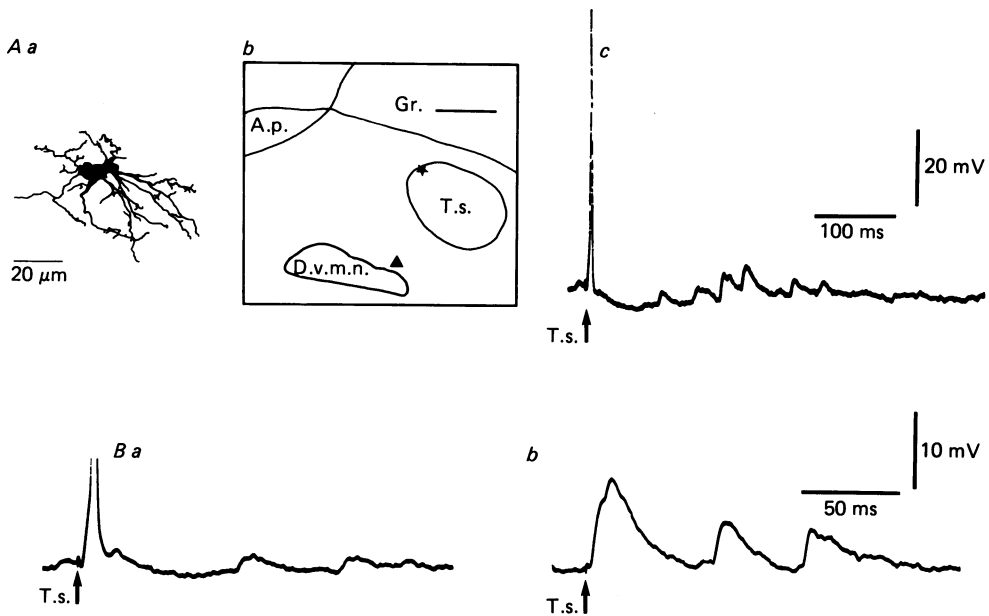 A a
20 μm
b
Gr.
A.p.
T.s.
D.v.m.n.
c
20 mV
100 ms
T.s.
B a
T.s.
b
10 mV
50 ms
T.s.